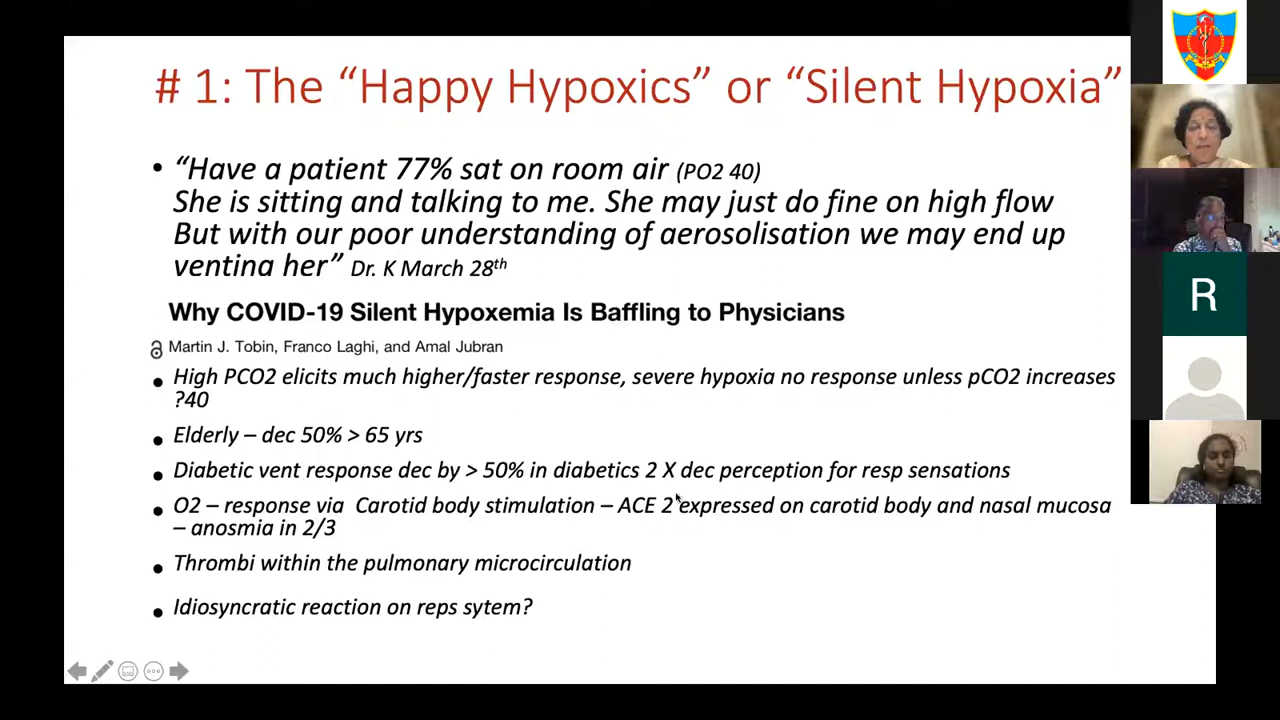 # 1: The “Happy Hypoxics” or “Silent Hypoxia”
• “Have a patient 77% sat on room air (PO2 40)
She is sitting and talking to me. She may just do fine on high flow
But with our poor understanding of aerosolisation we may end up
venting her” Dr. K March 28th
Why COVID-19 Silent Hypoxemia Is Baffling to Physicians
Martin J. Tobin, Franco Laghi, and Amal Jubran
• High PCO2 elicits much higher/faster response, severe hypoxia no response unless pCO2 increases
?40
• Elderly – dec 50% > 65 yrs
• Diabetic vent response dec by > 50% in diabetics 2 X dec perception for resp sensations
• O2 – response via Carotid body stimulation – ACE 2 expressed on carotid body and nasal mucosa
– anosmia in 2/3
• Thrombi within the pulmonary microcirculation
• Idiosyncratic reaction on reps sytem?
R